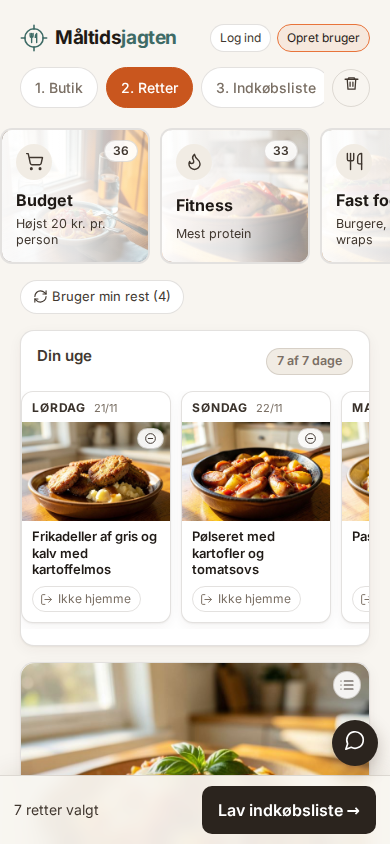 Måltidsjagten
Log ind
Opret bruger
1. Butik
2. Retter
3. Indkøbsliste
36
Budget
Højst 20 kr. pr.
person
33
Fitness
Mest protein
Fast fo
Burgere,
wraps
Bruger min rest (4)
Din uge
7 af 7 dage
LØRDAG 21/11
Frikadeller af gris og
kalv med
kartoffelmos
Ikke hjemme
SØNDAG 22/11
Pølseret med
kartofler og
tomatsovs
Ikke hjemme
MA
Pas
7 retter valgt
Lav indkøbsliste →